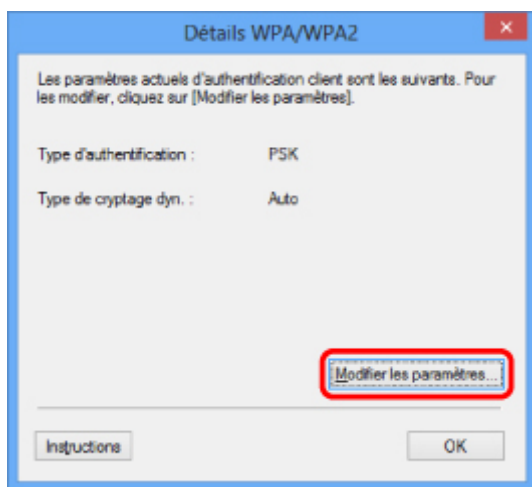 Détails WPA/WPA2
Les paramètres actuels d'authentification client sont les suivants. Pour
les modifier, cliquez sur [Modifier les paramètres].
Type d'authentification : PSK
Type de cryptage dyn. : Auto
Modifier les paramètres...
Instructions OK